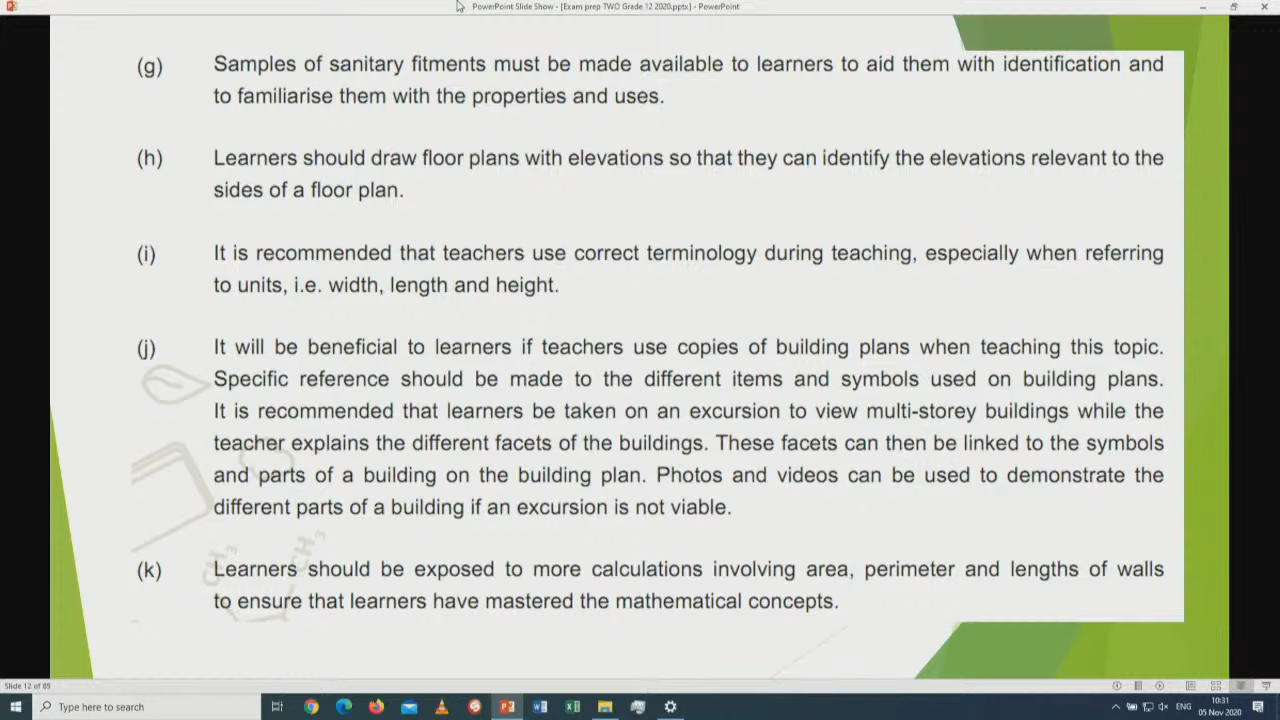 PowerPoint Slide Show - [Exam prep TWO Grade 12 2020.pptx] - PowerPoint
(g) Samples of sanitary fitments must be made available to learners to aid them with identification and
to familiarise them with the properties and uses.
(h) Learners should draw floor plans with elevations so that they can identify the elevations relevant to the
sides of a floor plan.
(i) It is recommended that teachers use correct terminology during teaching, especially when referring
to units, i.e. width, length and height.
(j) It will be beneficial to learners if teachers use copies of building plans when teaching this topic.
Specific reference should be made to the different items and symbols used on building plans.
It is recommended that learners be taken on an excursion to view multi-storey buildings while the
teacher explains the different facets of the buildings. These facets can then be linked to the symbols
and parts of a building on the building plan. Photos and videos can be used to demonstrate the
different parts of a building if an excursion is not viable.
CH3
CH3
(k) Learners should be exposed to more calculations involving area, perimeter and lengths of walls
to ensure that learners have mastered the mathematical concepts.
Slide 12 of 85
Type here to search
ENG
10:31
05 Nov 2020